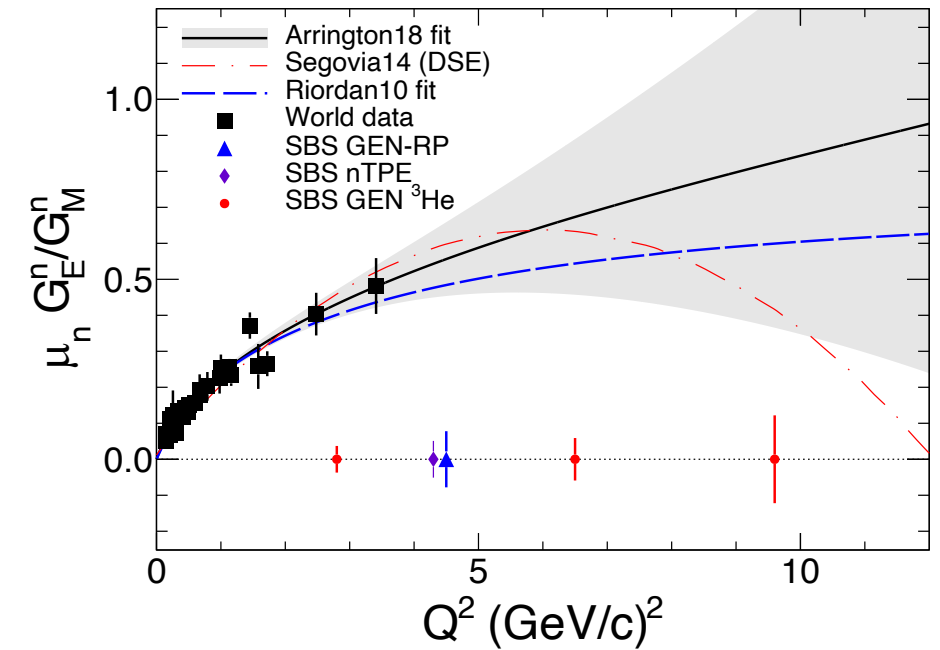 Arrington18 fit
Segovia14 (DSE)
Riordan10 fit
World data
SBS GEN-RP
SBS nTPE
SBS GEN ³He
1.0
0.5
0.0
μₙ Gᴱⁿ/Gᴹⁿ
0 5 10
Q² (GeV/c)²